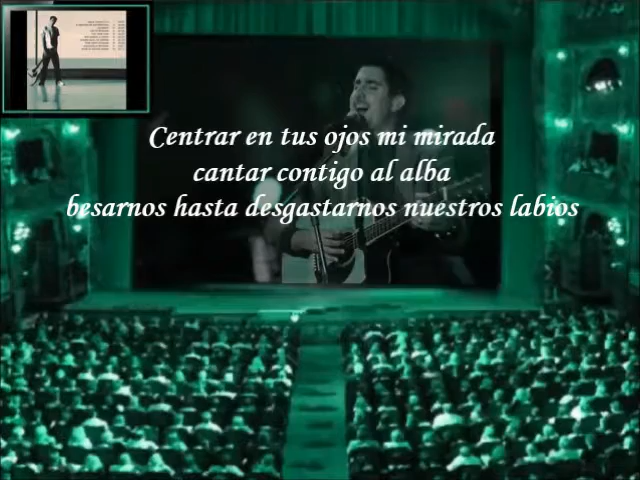 Centrar en tus ojos mi mirada
cantar contigo al alba
besarnos hasta desgastarnos nuestros labios